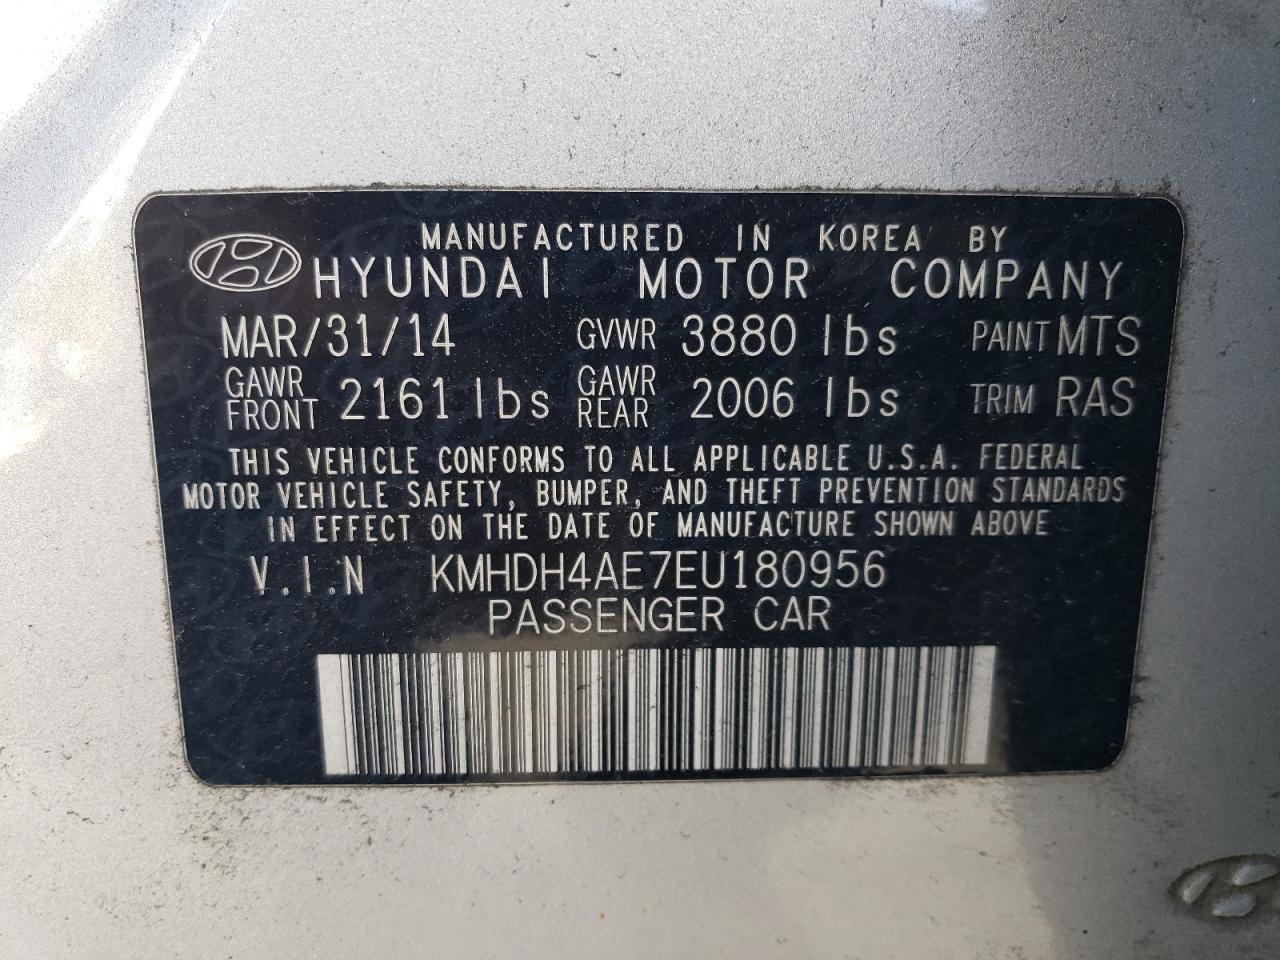 MANUFACTURED IN KOREA BY
HYUNDAI MOTOR COMPANY
MAR/31/14 GVWR 3880 lbs PAINT MTS
GAWR FRONT 2161 lbs GAWR REAR 2006 lbs TRIM RAS
THIS VEHICLE CONFORMS TO ALL APPLICABLE U.S.A. FEDERAL
MOTOR VEHICLE SAFETY, BUMPER, AND THEFT PREVENTION STANDARDS
IN EFFECT ON THE DATE OF MANUFACTURE SHOWN ABOVE
V.I.N KMHDH4AE7EU180956
PASSENGER CAR